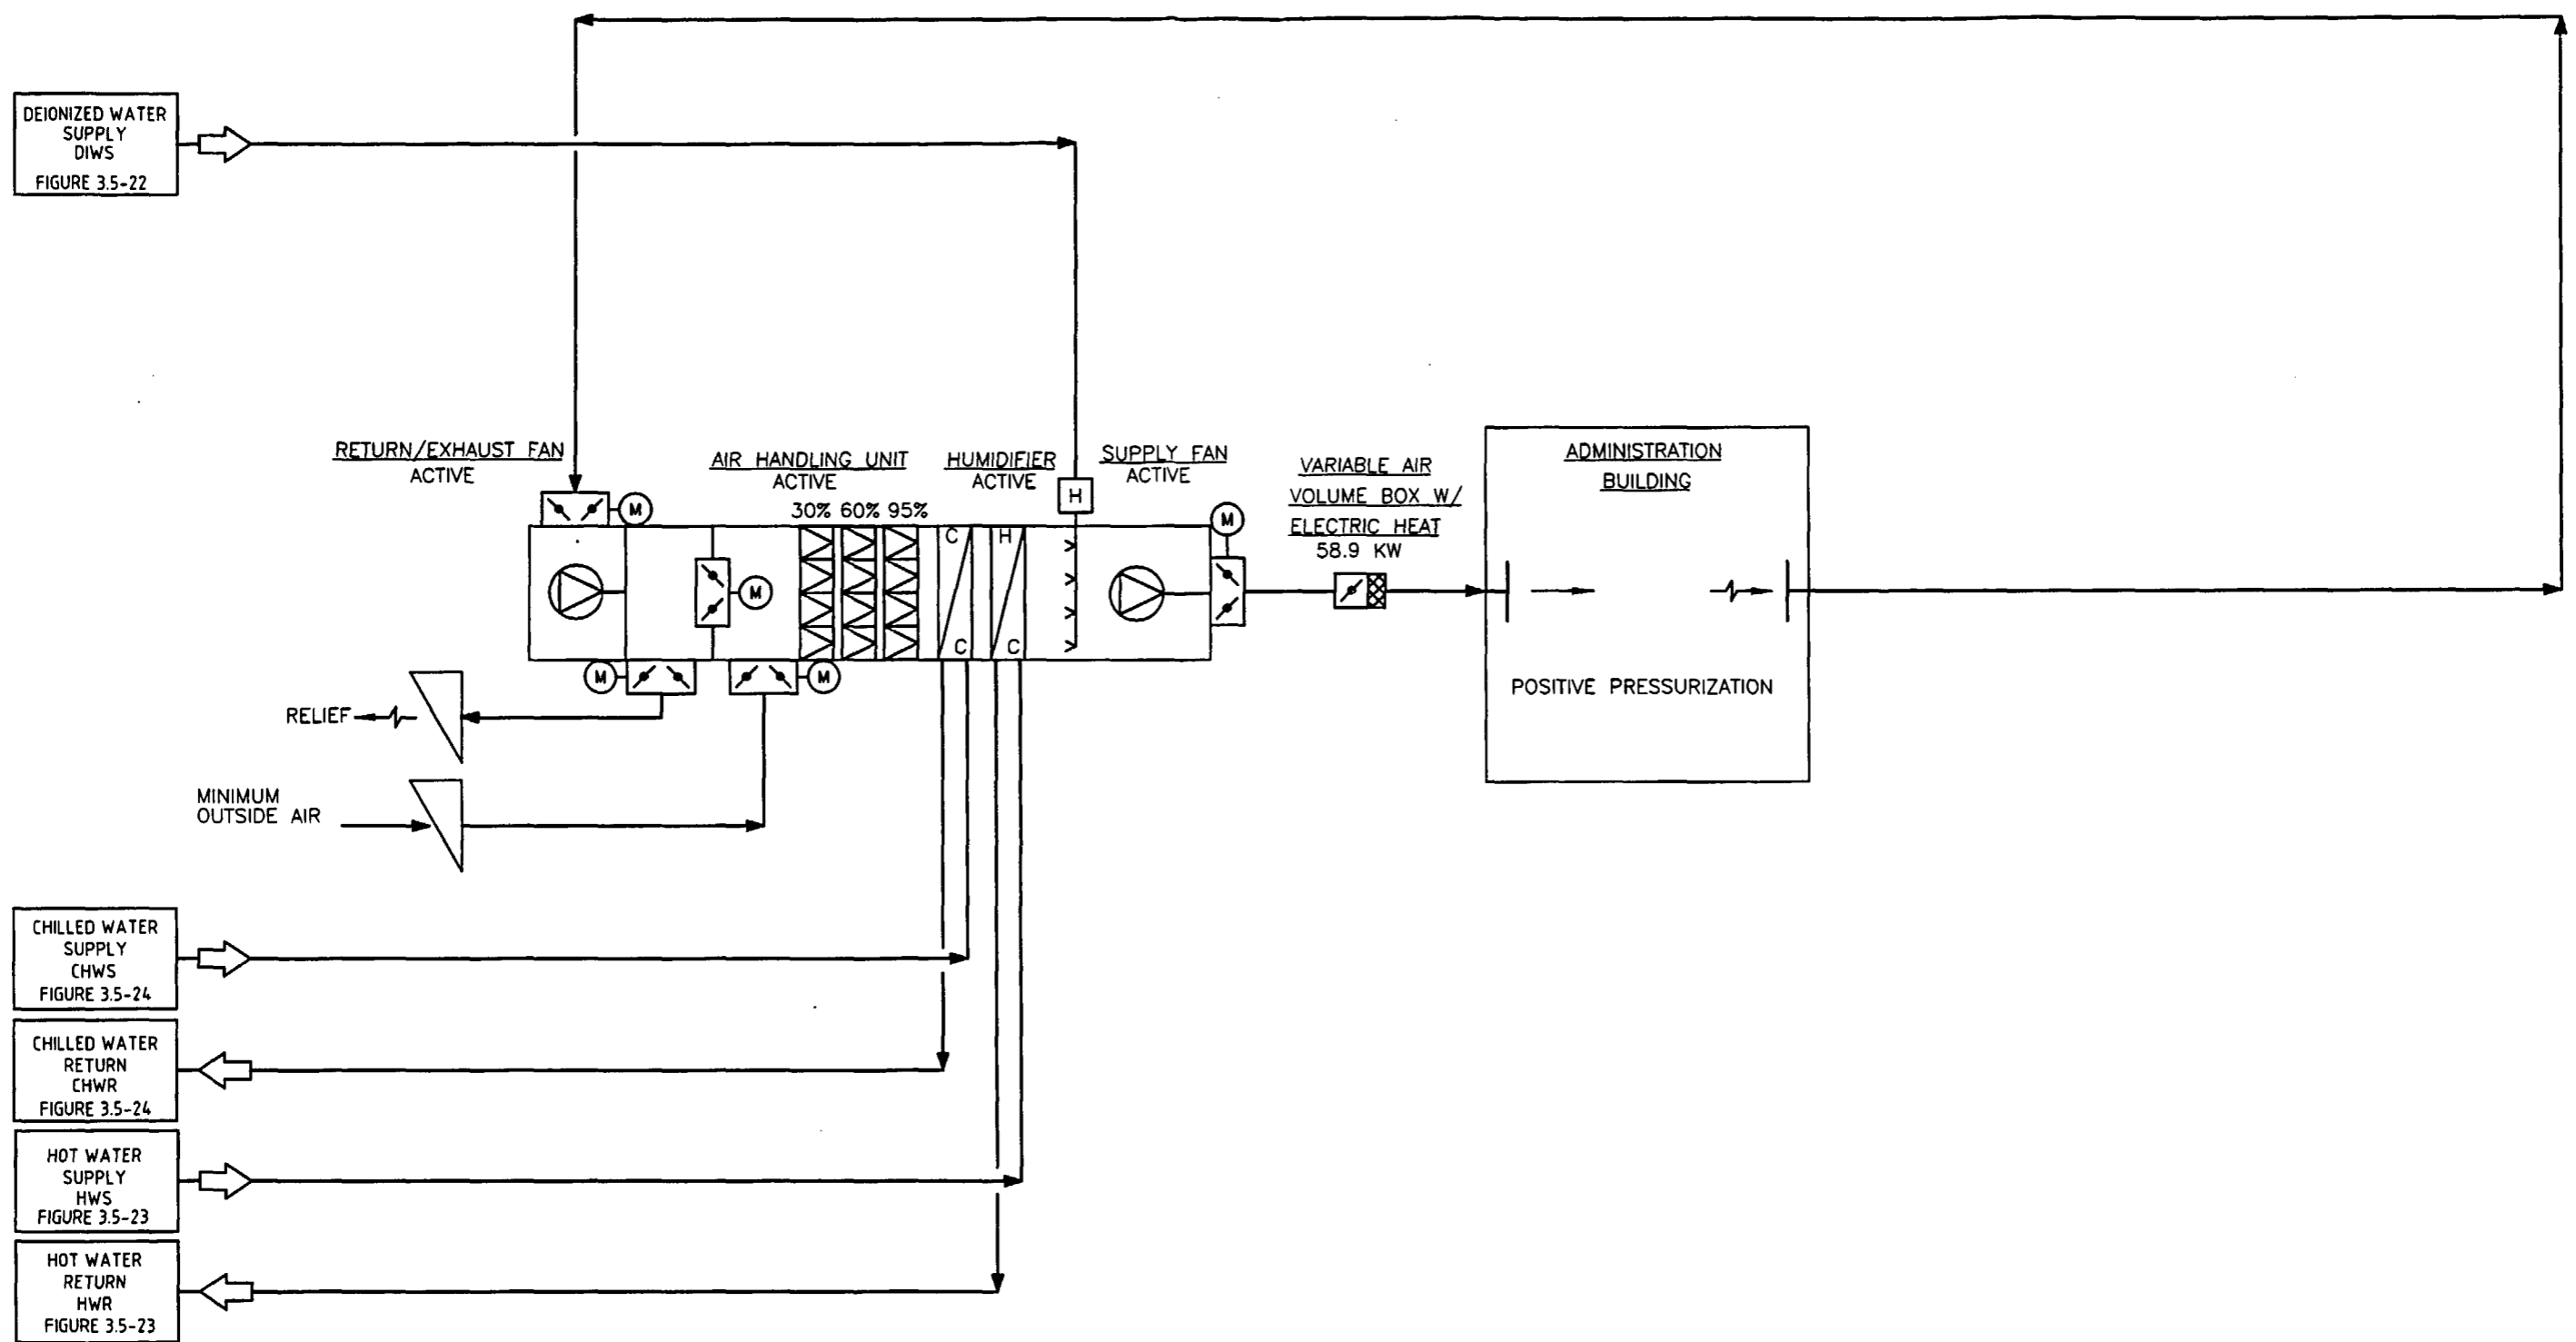 DEIONIZED WATER
SUPPLY
DIWS
FIGURE 3.5-22
RETURN/EXHAUST FAN
ACTIVE
AIR HANDLING UNIT
ACTIVE
30% 60% 95%
HUMIDIFIER
ACTIVE
H
SUPPLY FAN
ACTIVE
VARIABLE AIR
VOLUME BOX W/
ELECTRIC HEAT
58.9 KW
ADMINISTRATION
BUILDING
POSITIVE PRESSURIZATION
M
M
M
C
C
H
C
M
M
RELIEF
MINIMUM
OUTSIDE AIR
CHILLED WATER
SUPPLY
CHWS
FIGURE 3.5-24
CHILLED WATER
RETURN
CHWR
FIGURE 3.5-24
HOT WATER
SUPPLY
HWS
FIGURE 3.5-23
HOT WATER
RETURN
HWR
FIGURE 3.5-23